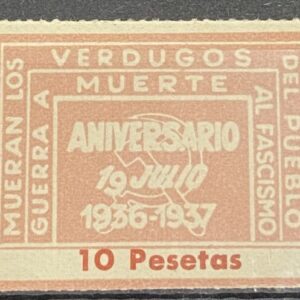 MUERAN LOS
VERDUGOS
DEL PUEBLO
GUERRA A
MUERTE
AL FASCISMO
ANIVERSARIO
19 JULIO
1936-1937
10 Pesetas